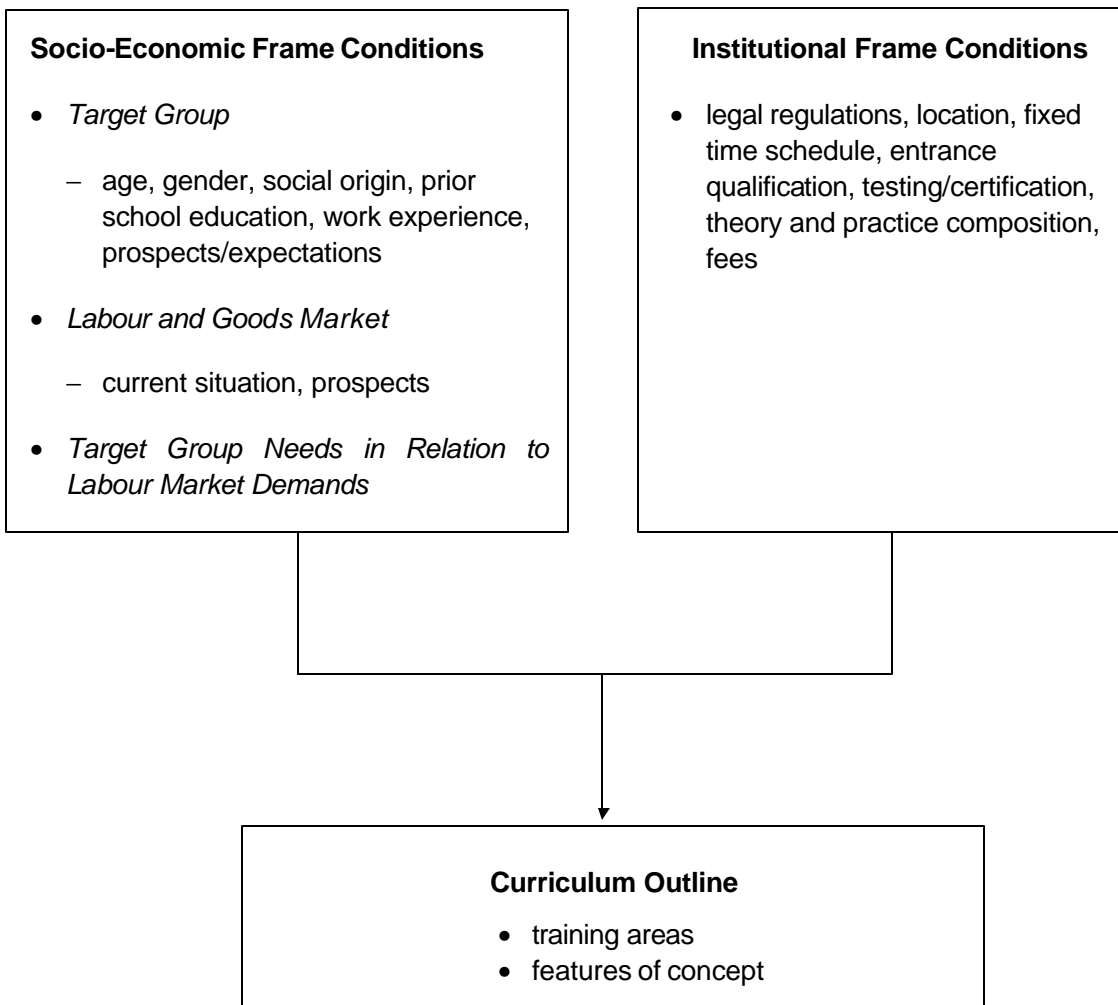 Socio-Economic Frame Conditions
• Target Group
– age, gender, social origin, prior
school education, work experience,
prospects/expectations
• Labour and Goods Market
– current situation, prospects
• Target Group Needs in Relation to
Labour Market Demands
Institutional Frame Conditions
• legal regulations, location, fixed
time schedule, entrance
qualification, testing/certification,
theory and practice composition,
fees
Curriculum Outline
• training areas
• features of concept